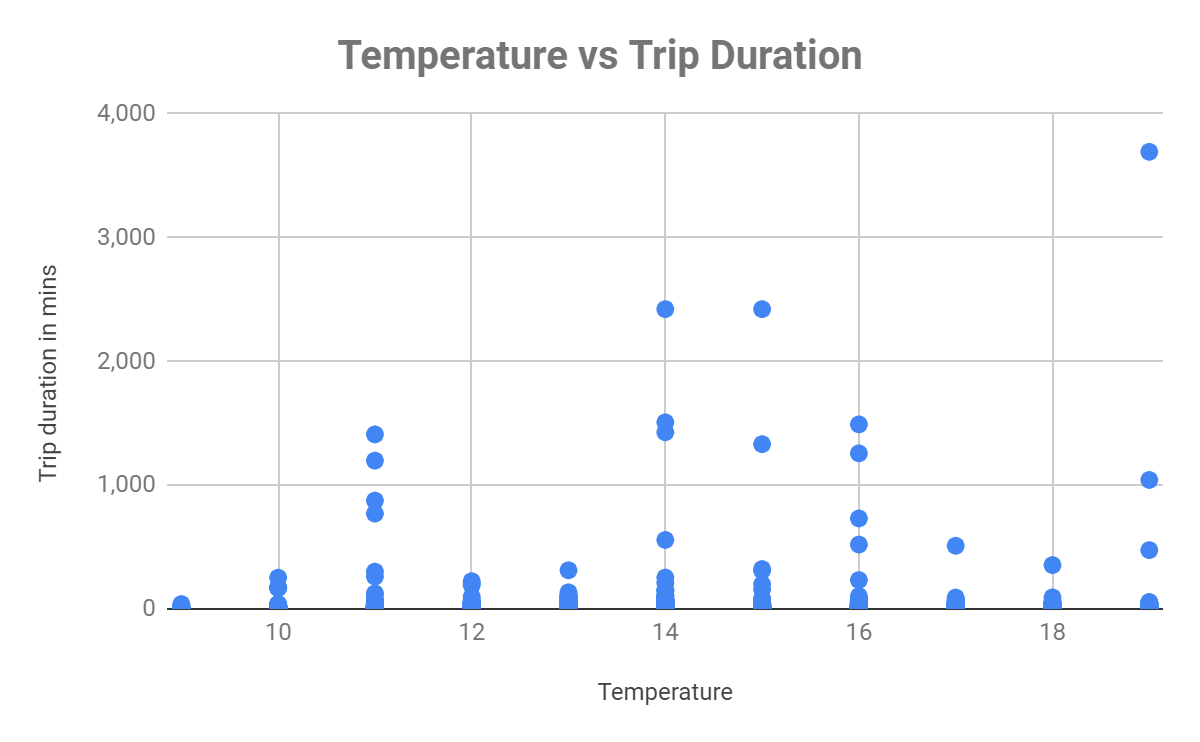 Temperature vs Trip Duration
Trip duration in mins
4,000
3,000
2,000
1,000
0
10 12 14 16 18
Temperature